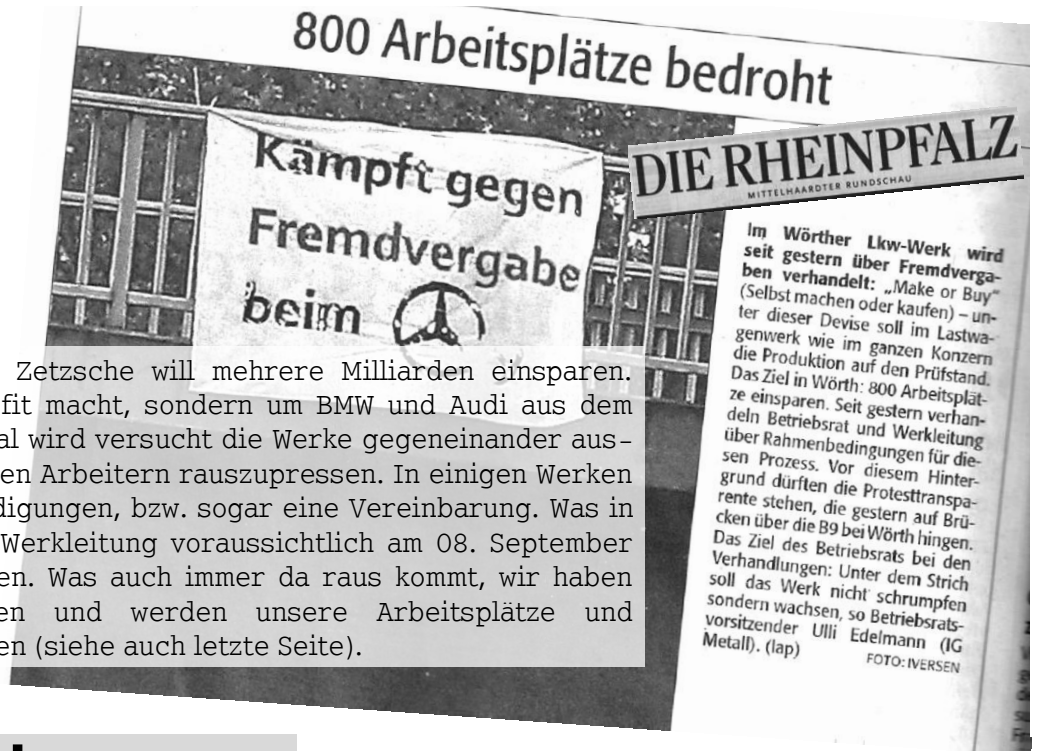 800 Arbeitsplätze bedroht
Kämpft gegen
Fremdvergabe
beim
DIE RHEINPFALZ
MITTELHAARDTER RUNDSCHAU
Im Wörther Lkw-Werk wird
seit gestern über Fremdverga-
ben verhandelt: „Make or Buy"
(Selbst machen oder kaufen) – un-
ter dieser Devise soll im Lastwa-
genwerk wie im ganzen Konzern
die Produktion auf den Prüfstand.
Das Ziel in Wörth: 800 Arbeitsplät-
ze einsparen. Seit gestern verhan-
deln Betriebsrat und Werkleitung
über Rahmenbedingungen für die-
sen Prozess. Vor diesem Hinter-
grund dürften die Protesttranspa-
rente stehen, die gestern auf Brü-
cken über die B9 bei Wörth hingen.
Das Ziel des Betriebsrats bei den
Verhandlungen: Unter dem Strich
soll das Werk nicht schrumpfen
sondern wachsen, so Betriebsrats-
vorsitzender Ulli Edelmann (IG
Metall). (lap)
FOTO: IVERSEN
Zetzsche will mehrere Milliarden einsparen.
fit macht, sondern um BMW und Audi aus dem
al wird versucht die Werke gegeneinander aus-
en Arbeitern rauszupressen. In einigen Werken
digungen, bzw. sogar eine Vereinbarung. Was in
Werkleitung voraussichtlich am 08. September
en. Was auch immer da raus kommt, wir haben
en und werden unsere Arbeitsplätze und
en (siehe auch letzte Seite).